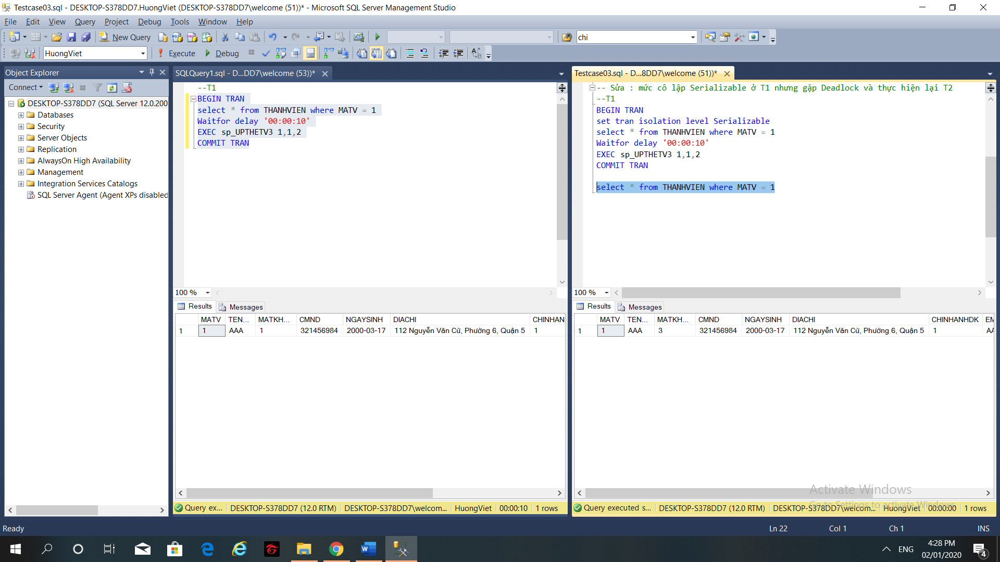 Testcase03.sql - DESKTOP-S378DD7.HuongViet (DESKTOP-S378DD7\welcome (51))* - Microsoft SQL Server Management Studio
File Edit View Query Project Debug Tools Window Help
New Query chi
HuongViet Execute Debug
Object Explorer
Connect
DESKTOP-S378DD7 (SQL Server 12.0.200
Databases
Security
Server Objects
Replication
AlwaysOn High Availability
Management
Integration Services Catalogs
SQL Server Agent (Agent XPs disabled
SQLQuery1.sql - D...DD7\welcome (53))*
--T1
BEGIN TRAN
select * from THANHVIEN where MATV = 1
Waitfor delay '00:00:10'
EXEC sp_UPTHETV3 1,1,2
COMMIT TRAN
100 %
Results Messages
MATV TEN... MATKH... CMND NGAYSINH DIACHI CHINHAN
1 1 AAA 1 321456984 2000-03-17 112 Nguyễn Văn Cừ, Phường 6, Quận 5 1
Query ex... DESKTOP-S378DD7 (12.0 RTM) DESKTOP-S378DD7\welcom... HuongViet 00:00:10 1 rows
Testcase03.sql - D...8DD7\welcome (51))*
-- Sửa : mức cô lập Serializable ở T1 nhưng gặp Deadlock và thực hiện lại T2
--T1
BEGIN TRAN
set tran isolation level Serializable
select * from THANHVIEN where MATV = 1
Waitfor delay '00:00:10'
EXEC sp_UPTHETV3 1,1,2
COMMIT TRAN
select * from THANHVIEN where MATV = 1
100 %
Results Messages
MATV TEN... MATKH... CMND NGAYSINH DIACHI CHINHANHDK EM
1 1 AAA 3 321456984 2000-03-17 112 Nguyễn Văn Cừ, Phường 6, Quận 5 1 AA
Activate Windows
Go to Settings to activate Windows.
Query executed s... DESKTOP-S378DD7 (12.0 RTM) DESKTOP-S378DD7\welcom... HuongViet 00:00:00 1 rows
Ready Ln 22 Col 1 Ch 1 INS
ENG 4:28 PM
02/01/2020
4